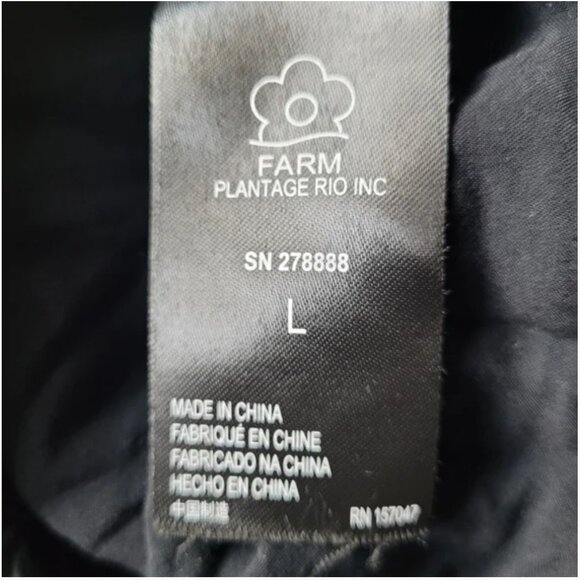 FARM
PLANTAGE RIO INC
SN 278888
L
MADE IN CHINA
FABRIQUÉ EN CHINE
FABRICADO NA CHINA
HECHO EN CHINA
中国制造
RN 157047